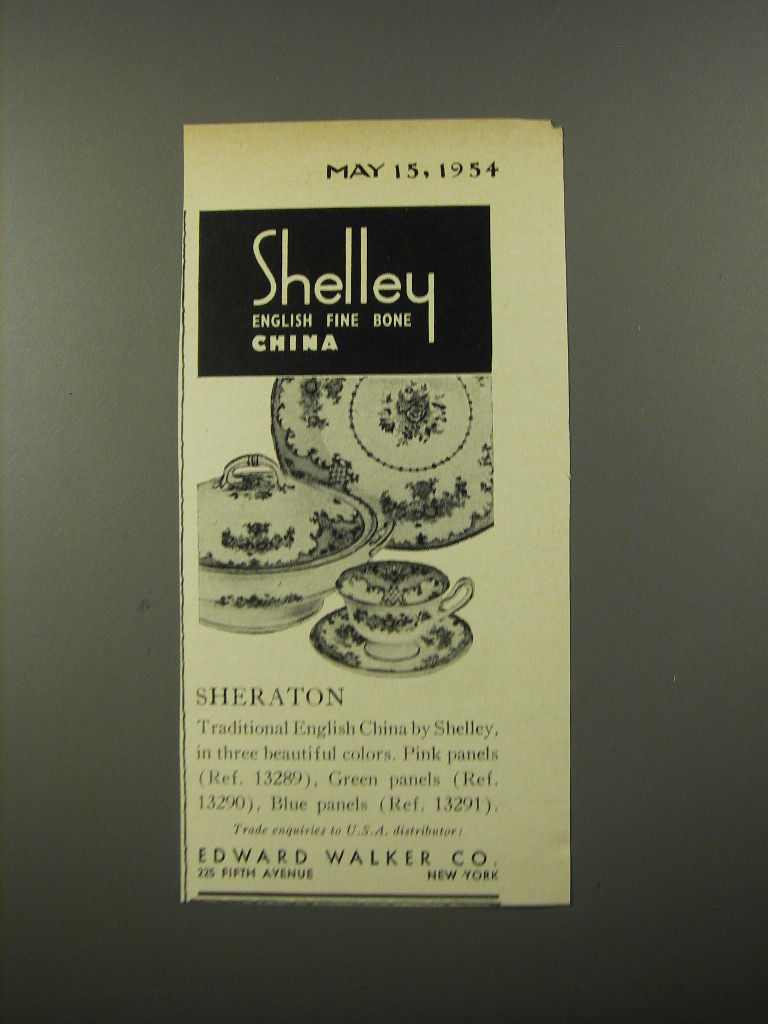 MAY 15, 1954
Shelley
ENGLISH FINE BONE
CHINA
SHERATON
Traditional English China by Shelley,
in three beautiful colors. Pink panels
(Ref. 13289), Green panels (Ref.
13290), Blue panels (Ref. 13291).
Trade enquiries to U.S.A. distributor:
EDWARD WALKER CO.
225 FIFTH AVENUE NEW YORK